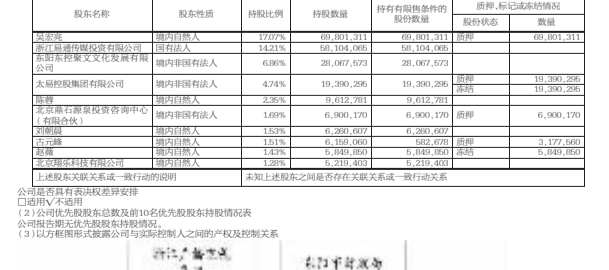 股东名称 股东性质 持股比例 持股数量 持有有限售条件的股份数量 质押、标记或冻结情况
股份状态 数量
吴宏亮 境内自然人 17.07% 69,801,311 69,801,311 质押 69,801,311
浙江易通传媒投资有限公司 国有法人 14.21% 58,104,065 58,104,065
东阳东控聚文文化发展有限公司 境内非国有法人 6.86% 28,067,573 28,067,573
太易控股集团有限公司 境内非国有法人 4.74% 19,390,295 19,390,295 质押 19,390,295
冻结 19,390,295
陈蓉 境内自然人 2.35% 9,612,781 9,612,781
北京鼎石源泉投资咨询中心（有限合伙） 境内非国有法人 1.69% 6,900,170 6,900,170 质押 6,900,170
刘朝晨 境内自然人 1.53% 6,260,607 6,260,607
古元峰 境内自然人 1.51% 6,159,060 582,678 质押 3,177,560
赵薇 境内自然人 1.43% 5,849,850 5,849,850 冻结 5,849,850
北京翔乐科技有限公司 境内非国有法人 1.28% 5,219,403 5,219,403
上述股东关联关系或一致行动的说明 未知上述股东之间是否存在关联关系或一致行动关系
公司是否具有表决权差异安排
□适用√不适用
（2）公司优先股股东总数及前10名优先股股东持股情况表
公司报告期无优先股股东持股情况。
（3）以方框图形式披露公司与实际控制人之间的产权及控制关系